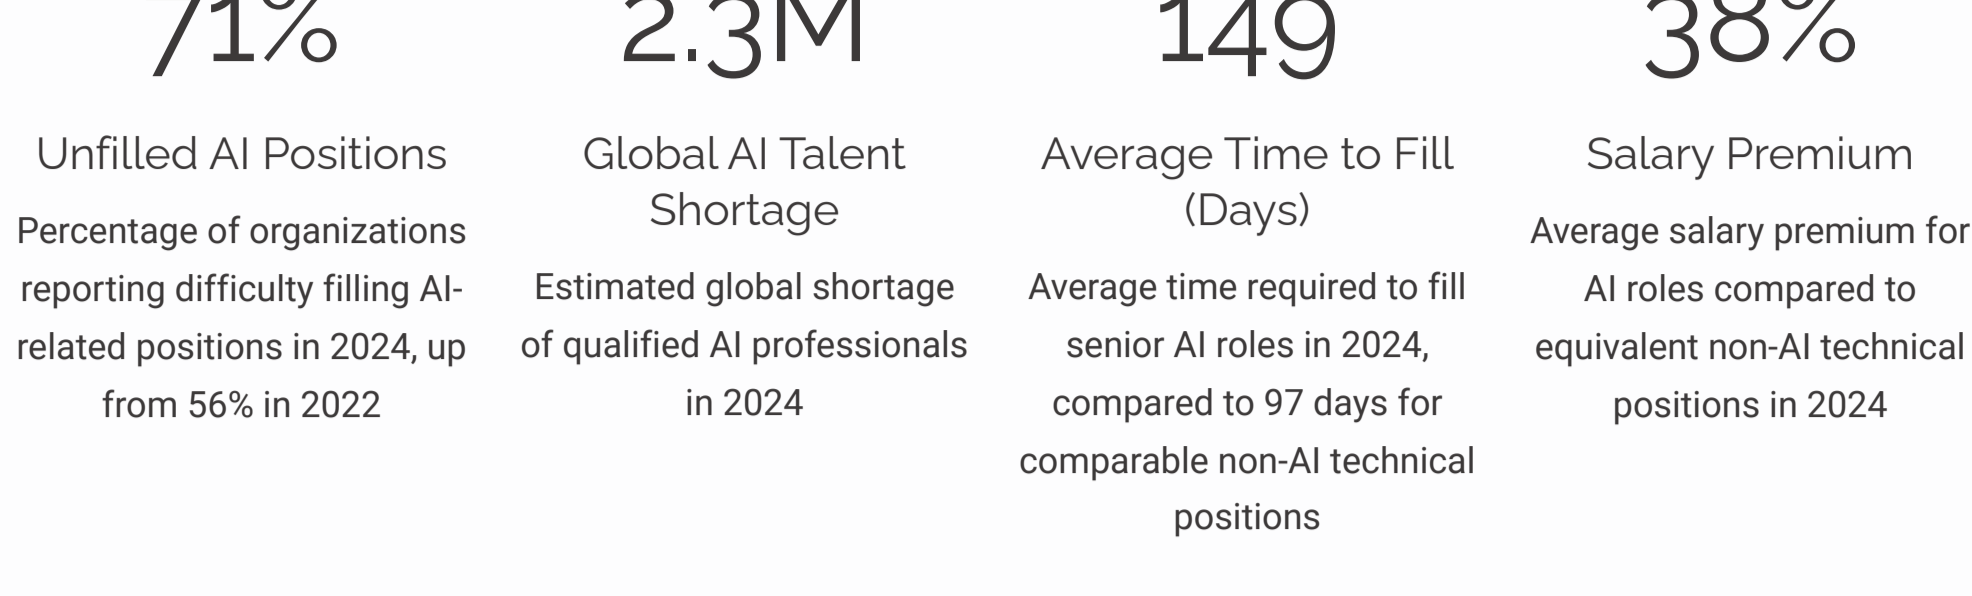 71%
Unfilled AI Positions
Percentage of organizations
reporting difficulty filling AI-
related positions in 2024, up
from 56% in 2022
2.3M
Global AI Talent
Shortage
Estimated global shortage
of qualified AI professionals
in 2024
149
Average Time to Fill
(Days)
Average time required to fill
senior AI roles in 2024,
compared to 97 days for
comparable non-AI technical
positions
38%
Salary Premium
Average salary premium for
AI roles compared to
equivalent non-AI technical
positions in 2024